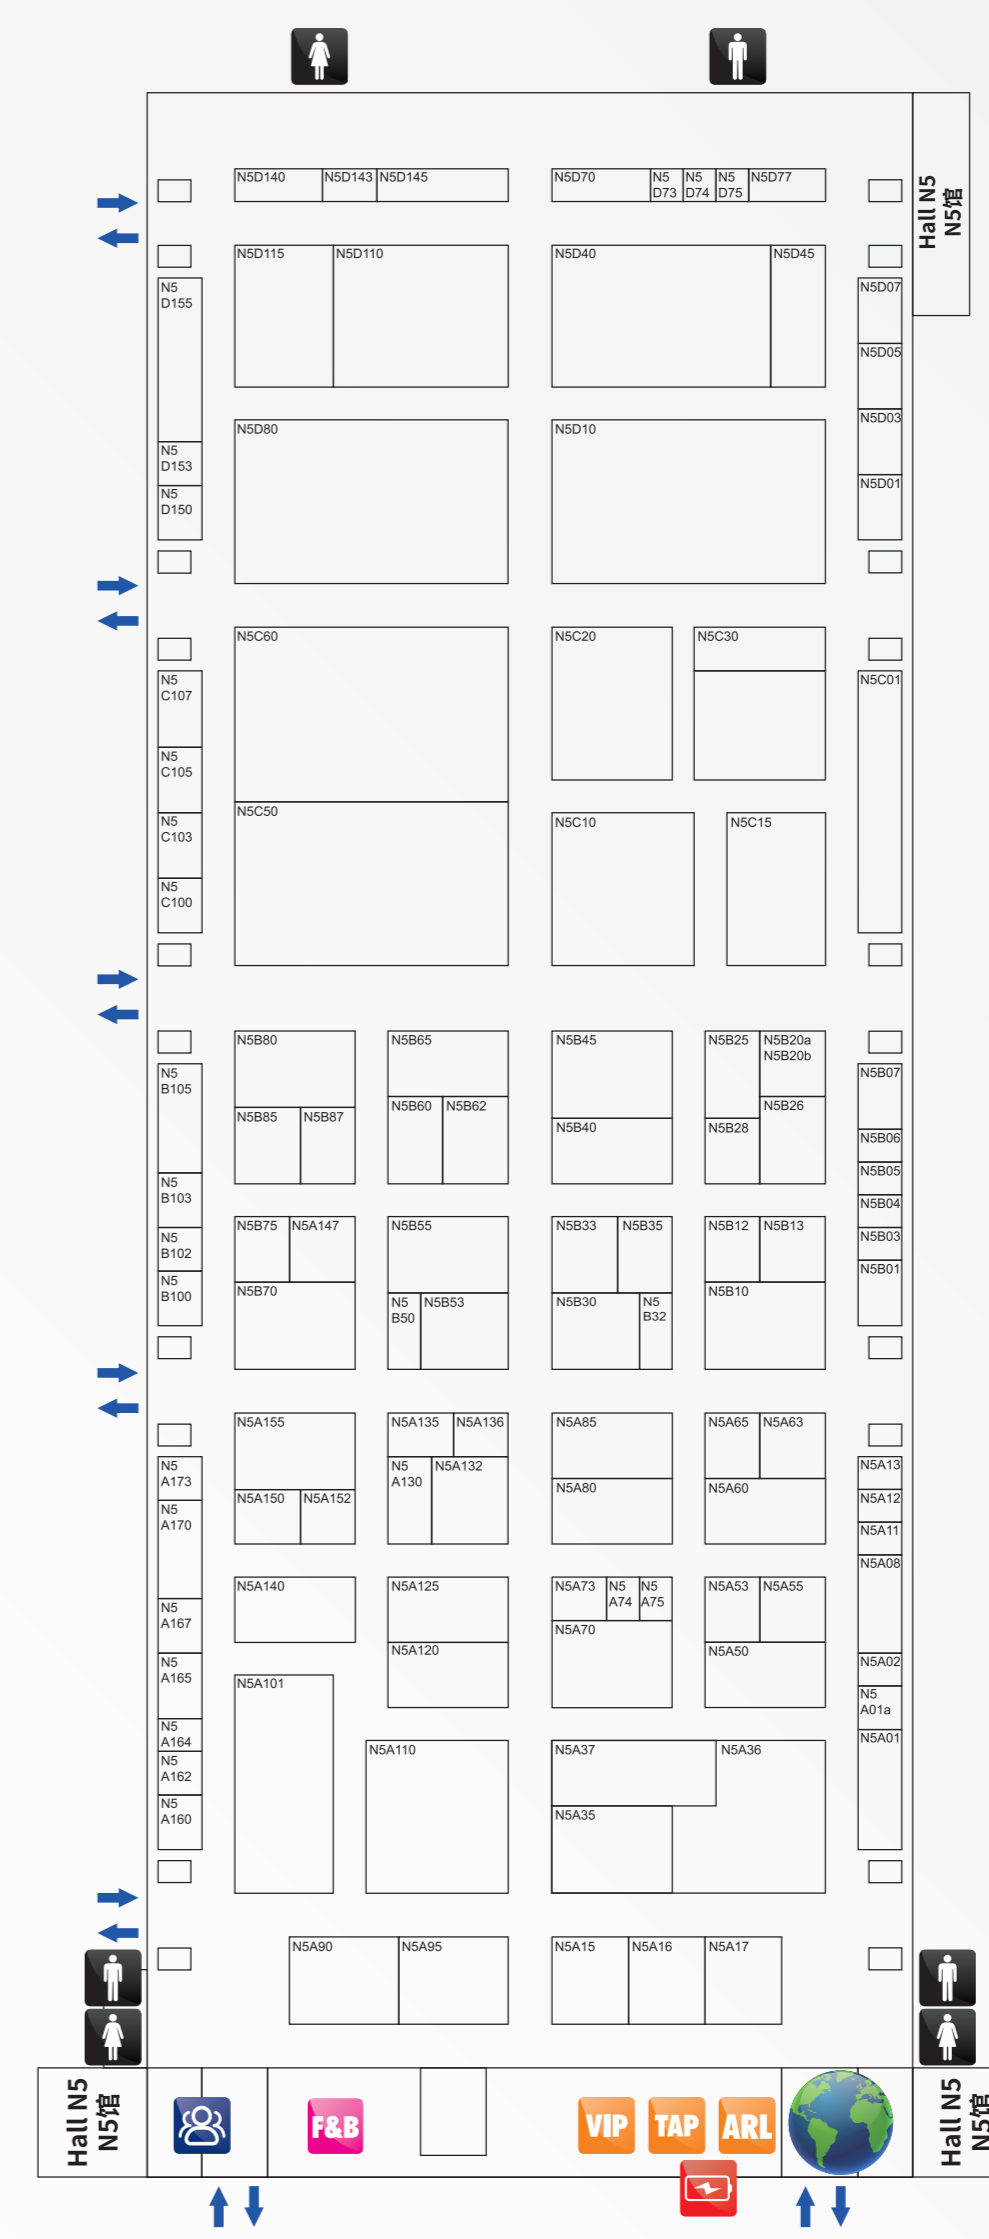 Hall N5
N5馆
N5D140
N5D143
N5D145
N5D70
N5
D73
N5
D74
N5
D75
N5D77
N5D115
N5D110
N5D40
N5D45
N5
D155
N5
D153
N5
D150
N5D07
N5D05
N5D03
N5D01
N5D80
N5D10
N5C60
N5C50
N5C20
N5C30
N5C10
N5C15
N5
C107
N5
C105
N5
C103
N5
C100
N5C01
N5B80
N5B85
N5B87
N5B65
N5B60
N5B62
N5B45
N5B40
N5B25
N5B20a
N5B20b
N5B26
N5B28
N5
B105
N5
B103
N5
B102
N5
B100
N5B07
N5B06
N5B05
N5B04
N5B03
N5B01
N5B75
N5A147
N5B70
N5B55
N5
B50
N5B53
N5B33
N5B35
N5B30
N5
B32
N5B12
N5B13
N5B10
N5A155
N5A150
N5A152
N5A135
N5A136
N5
A130
N5A132
N5A85
N5A80
N5A65
N5A63
N5A60
N5
A173
N5
A170
N5
A167
N5
A165
N5
A164
N5
A162
N5
A160
N5A13
N5A12
N5A11
N5A08
N5A02
N5
A01a
N5A01
N5A140
N5A125
N5A120
N5A73
N5
A74
N5
A75
N5A70
N5A53
N5A55
N5A50
N5A101
N5A110
N5A37
N5A36
N5A35
N5A90
N5A95
N5A15
N5A16
N5A17
Hall N5
N5馆
F&B
VIP
TAP
ARL
Hall N5
N5馆